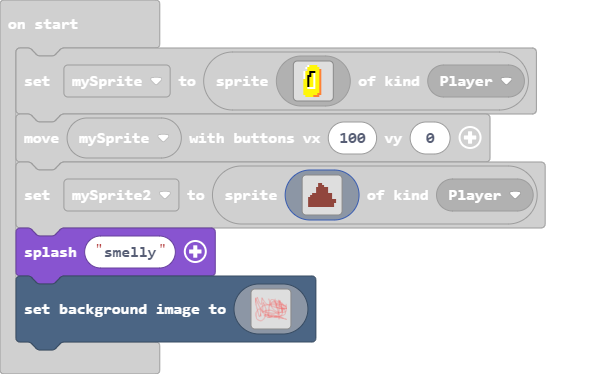 on start
set mySprite to sprite of kind Player
move mySprite with buttons vx 100 vy 0
set mySprite2 to sprite of kind Player
splash "smelly"
set background image to